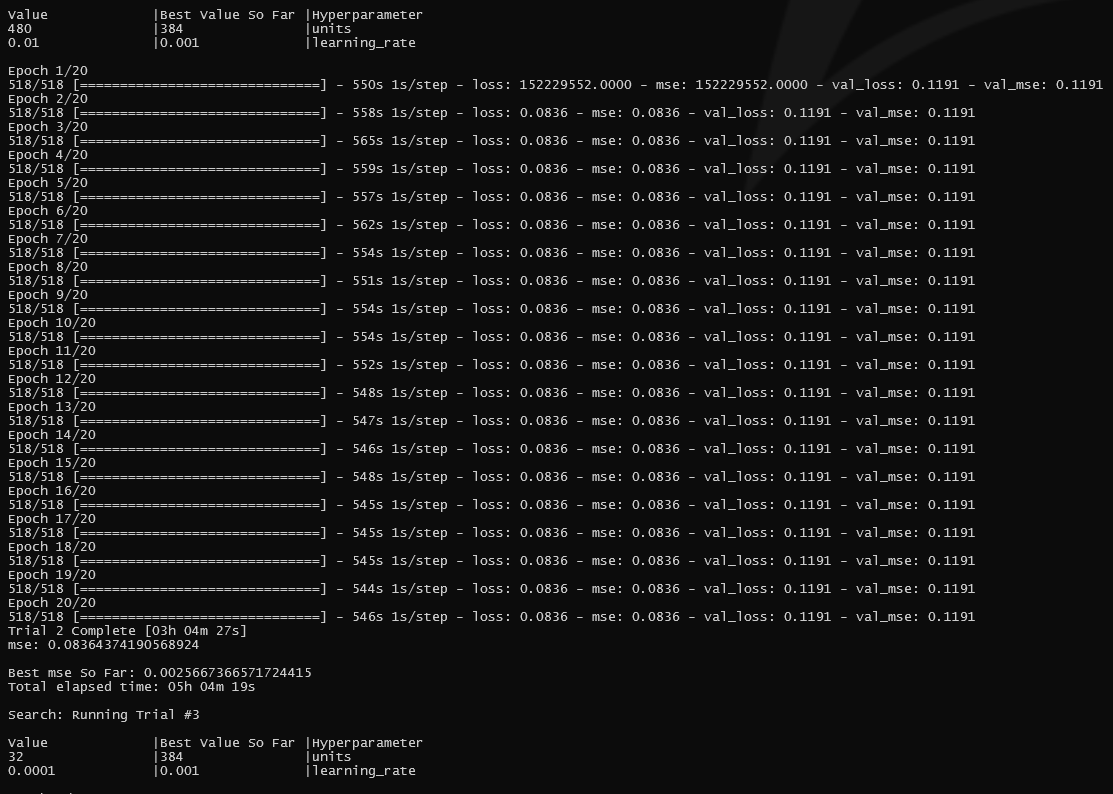 Value |Best Value So Far |Hyperparameter
480 |384 |units
0.01 |0.001 |learning_rate
Epoch 1/20
518/518 [==============================] - 550s 1s/step - loss: 152229552.0000 - mse: 152229552.0000 - val_loss: 0.1191 - val_mse: 0.1191
Epoch 2/20
518/518 [==============================] - 558s 1s/step - loss: 0.0836 - mse: 0.0836 - val_loss: 0.1191 - val_mse: 0.1191
Epoch 3/20
518/518 [==============================] - 565s 1s/step - loss: 0.0836 - mse: 0.0836 - val_loss: 0.1191 - val_mse: 0.1191
Epoch 4/20
518/518 [==============================] - 559s 1s/step - loss: 0.0836 - mse: 0.0836 - val_loss: 0.1191 - val_mse: 0.1191
Epoch 5/20
518/518 [==============================] - 557s 1s/step - loss: 0.0836 - mse: 0.0836 - val_loss: 0.1191 - val_mse: 0.1191
Epoch 6/20
518/518 [==============================] - 562s 1s/step - loss: 0.0836 - mse: 0.0836 - val_loss: 0.1191 - val_mse: 0.1191
Epoch 7/20
518/518 [==============================] - 554s 1s/step - loss: 0.0836 - mse: 0.0836 - val_loss: 0.1191 - val_mse: 0.1191
Epoch 8/20
518/518 [==============================] - 551s 1s/step - loss: 0.0836 - mse: 0.0836 - val_loss: 0.1191 - val_mse: 0.1191
Epoch 9/20
518/518 [==============================] - 554s 1s/step - loss: 0.0836 - mse: 0.0836 - val_loss: 0.1191 - val_mse: 0.1191
Epoch 10/20
518/518 [==============================] - 554s 1s/step - loss: 0.0836 - mse: 0.0836 - val_loss: 0.1191 - val_mse: 0.1191
Epoch 11/20
518/518 [==============================] - 552s 1s/step - loss: 0.0836 - mse: 0.0836 - val_loss: 0.1191 - val_mse: 0.1191
Epoch 12/20
518/518 [==============================] - 548s 1s/step - loss: 0.0836 - mse: 0.0836 - val_loss: 0.1191 - val_mse: 0.1191
Epoch 13/20
518/518 [==============================] - 547s 1s/step - loss: 0.0836 - mse: 0.0836 - val_loss: 0.1191 - val_mse: 0.1191
Epoch 14/20
518/518 [==============================] - 546s 1s/step - loss: 0.0836 - mse: 0.0836 - val_loss: 0.1191 - val_mse: 0.1191
Epoch 15/20
518/518 [==============================] - 548s 1s/step - loss: 0.0836 - mse: 0.0836 - val_loss: 0.1191 - val_mse: 0.1191
Epoch 16/20
518/518 [==============================] - 545s 1s/step - loss: 0.0836 - mse: 0.0836 - val_loss: 0.1191 - val_mse: 0.1191
Epoch 17/20
518/518 [==============================] - 545s 1s/step - loss: 0.0836 - mse: 0.0836 - val_loss: 0.1191 - val_mse: 0.1191
Epoch 18/20
518/518 [==============================] - 545s 1s/step - loss: 0.0836 - mse: 0.0836 - val_loss: 0.1191 - val_mse: 0.1191
Epoch 19/20
518/518 [==============================] - 544s 1s/step - loss: 0.0836 - mse: 0.0836 - val_loss: 0.1191 - val_mse: 0.1191
Epoch 20/20
518/518 [==============================] - 546s 1s/step - loss: 0.0836 - mse: 0.0836 - val_loss: 0.1191 - val_mse: 0.1191
Trial 2 Complete [03h 04m 27s]
mse: 0.08364374190568924
Best mse So Far: 0.0025667366571724415
Total elapsed time: 05h 04m 19s
Search: Running Trial #3
Value |Best Value So Far |Hyperparameter
32 |384 |units
0.0001 |0.001 |learning_rate